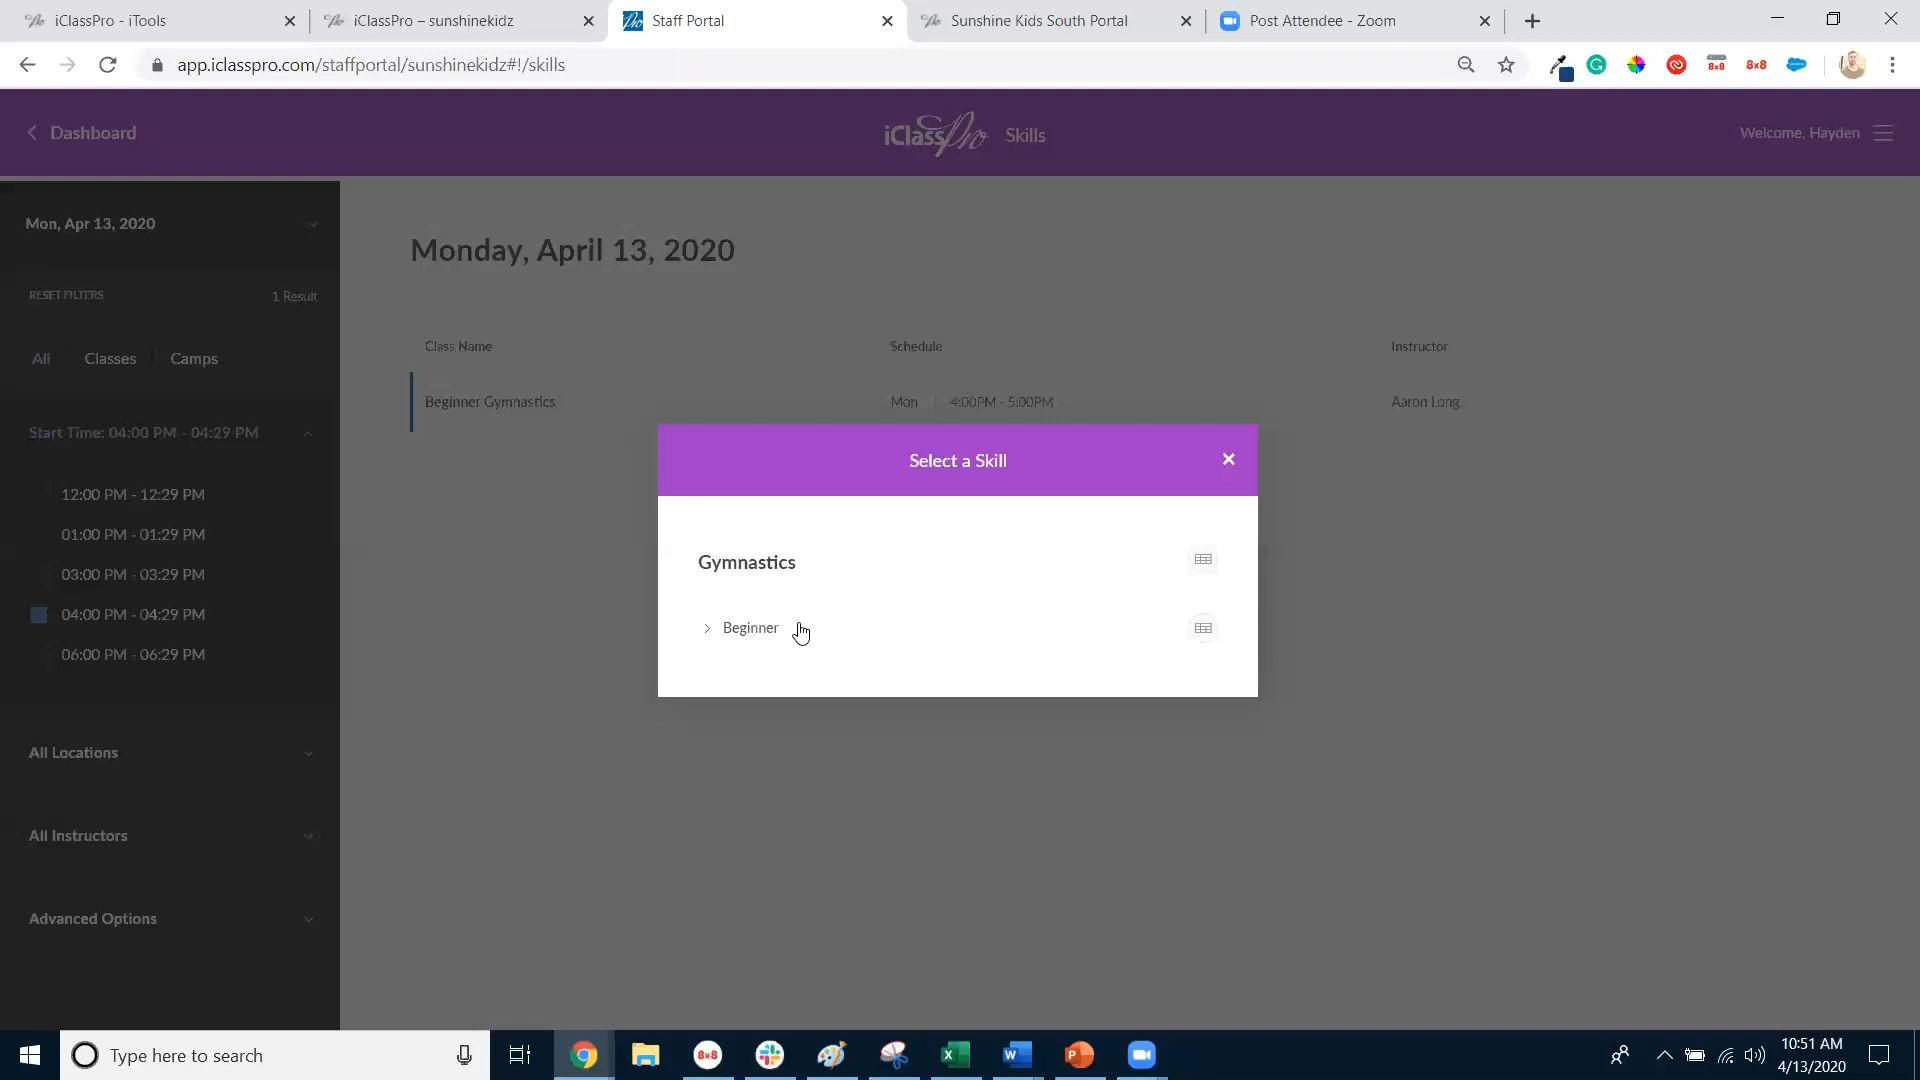 iClassPro - iTools
iClassPro – sunshinekidz
Staff Portal
Sunshine Kids South Portal
Post Attendee - Zoom
app.iclasspro.com/staffportal/sunshinekidz#!/skills
8x8
8x8
Dashboard
iClassPro Skills
Welcome, Hayden
Mon, Apr 13, 2020
RESET FILTERS
1 Result
All
Classes
Camps
Start Time: 04:00 PM - 04:29 PM
12:00 PM - 12:29 PM
01:00 PM - 01:29 PM
03:00 PM - 03:29 PM
04:00 PM - 04:29 PM
06:00 PM - 06:29 PM
All Locations
All Instructors
Advanced Options
Monday, April 13, 2020
Class Name
Schedule
Instructor
Beginner Gymnastics
Mon
4:00PM - 5:00PM
Aaron Long
Select a Skill
Gymnastics
Beginner
Type here to search
8x8
10:51 AM
4/13/2020